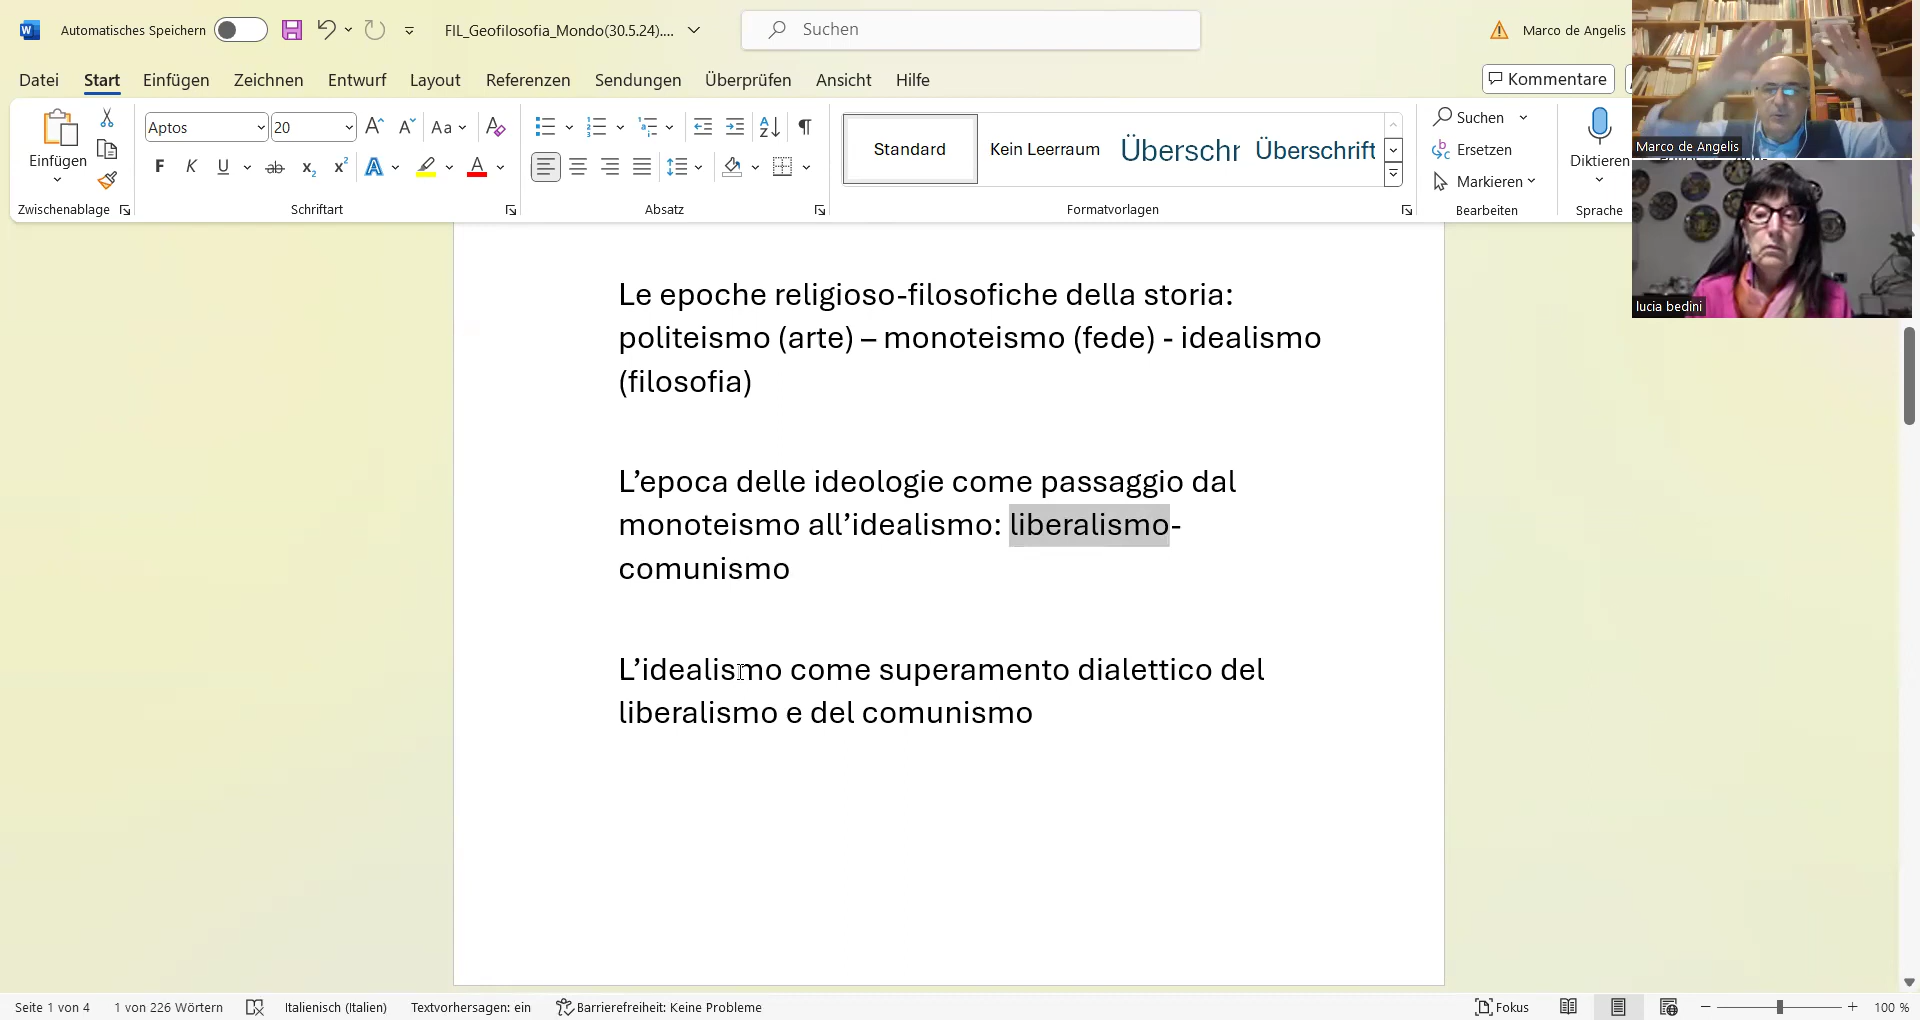 Automatisches Speichern
FIL_Geofilosofia_Mondo(30.5.24)....
Suchen
Marco de Angelis
Datei Start Einfügen Zeichnen Entwurf Layout Referenzen Sendungen Überprüfen Ansicht Hilfe
Kommentare
Einfügen
Aptos 20
Standard Kein Leerraum Überschr Überschrift
Suchen
Ersetzen
Markieren
Diktieren
Zwischenablage Schriftart Absatz Formatvorlagen Bearbeiten Sprache
Marco de Angelis
lucia bedini
Le epoche religioso-filosofiche della storia:
politeismo (arte) – monoteismo (fede) - idealismo
(filosofia)
L’epoca delle ideologie come passaggio dal
monoteismo all’idealismo: liberalismo-
comunismo
L’idealismo come superamento dialettico del
liberalismo e del comunismo
Seite 1 von 4 1 von 226 Wörtern Italienisch (Italien) Textvorhersagen: ein Barrierefreiheit: Keine Probleme Fokus 100 %